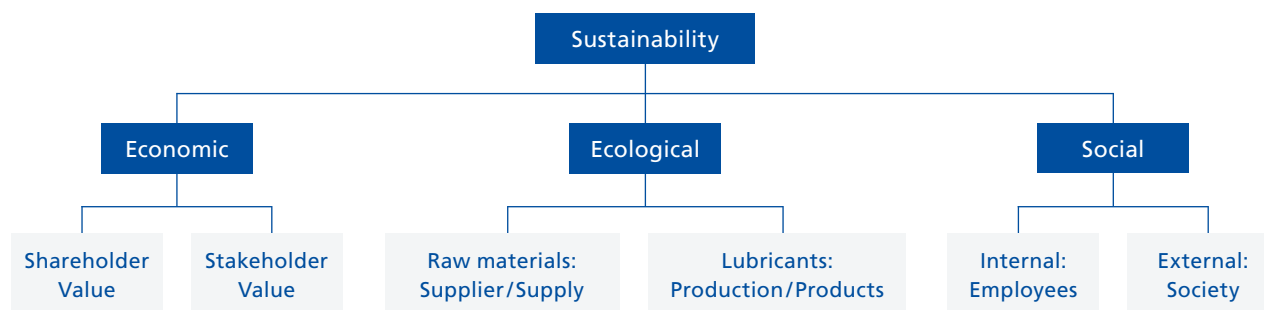 Sustainability
Economic
Ecological
Social
Shareholder
Value
Stakeholder
Value
Raw materials:
Supplier/Supply
Lubricants:
Production/Products
Internal:
Employees
External:
Society